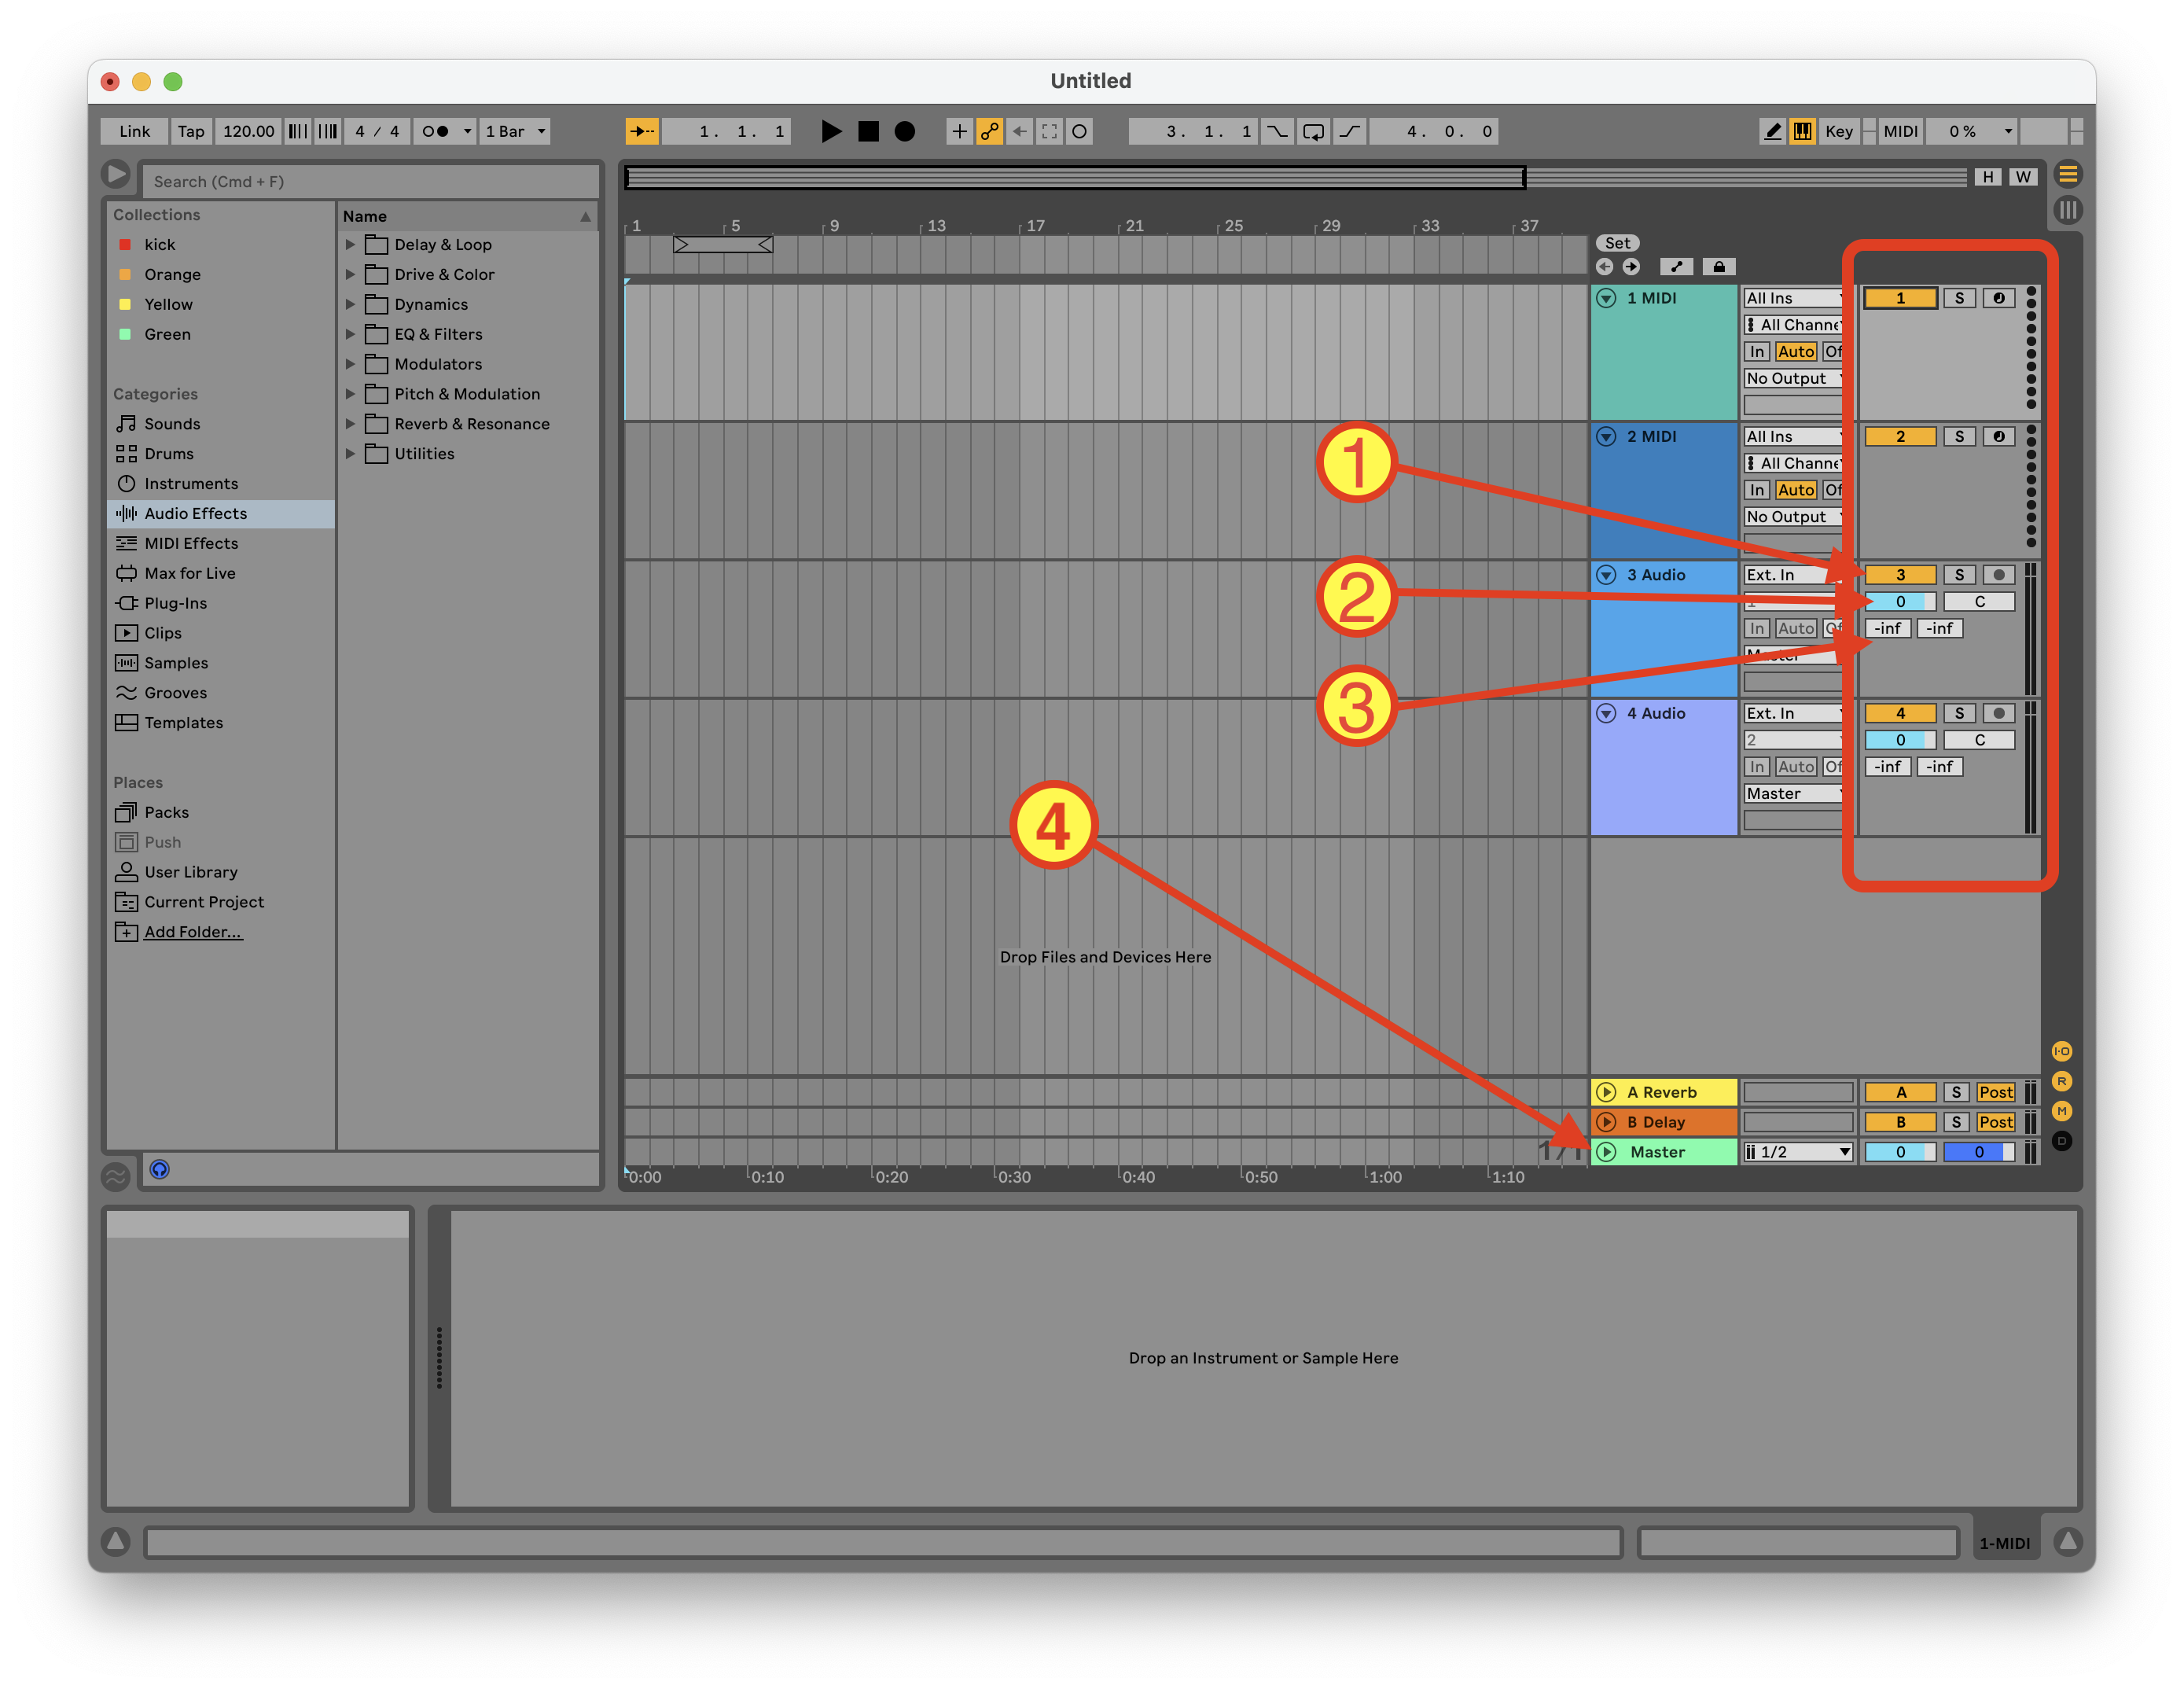 Untitled
Link Tap 120.00 4 / 4 1 Bar 1. 1. 1 3. 1. 1 4. 0. 0 Key MIDI 0 %
Search (Cmd + F)
H W
Collections
kick
Orange
Yellow
Green
Categories
Sounds
Drums
Instruments
Audio Effects
MIDI Effects
Max for Live
Plug-Ins
Clips
Samples
Grooves
Templates
Places
Packs
Push
User Library
Current Project
Add Folder...
Name
Delay & Loop
Drive & Color
Dynamics
EQ & Filters
Modulators
Pitch & Modulation
Reverb & Resonance
Utilities
1 5 9 13 17 21 25 29 33 37
Set
1 MIDI All Ins 1 S
All Channe
In Auto Of
No Output
1
2 MIDI All Ins 2 S
All Channe
In Auto Of
No Output
2
3 Audio Ext. In 3 S
0 C
In Auto Of -inf -inf
Master
3
4 Audio Ext. In 4 S
2 0 C
In Auto Of -inf -inf
Master
4
Drop Files and Devices Here
A Reverb A S Post
B Delay B S Post
1/1 Master 1/2 0 0
0:00 0:10 0:20 0:30 0:40 0:50 1:00 1:10
I·O
R
M
D
Drop an Instrument or Sample Here
1-MIDI